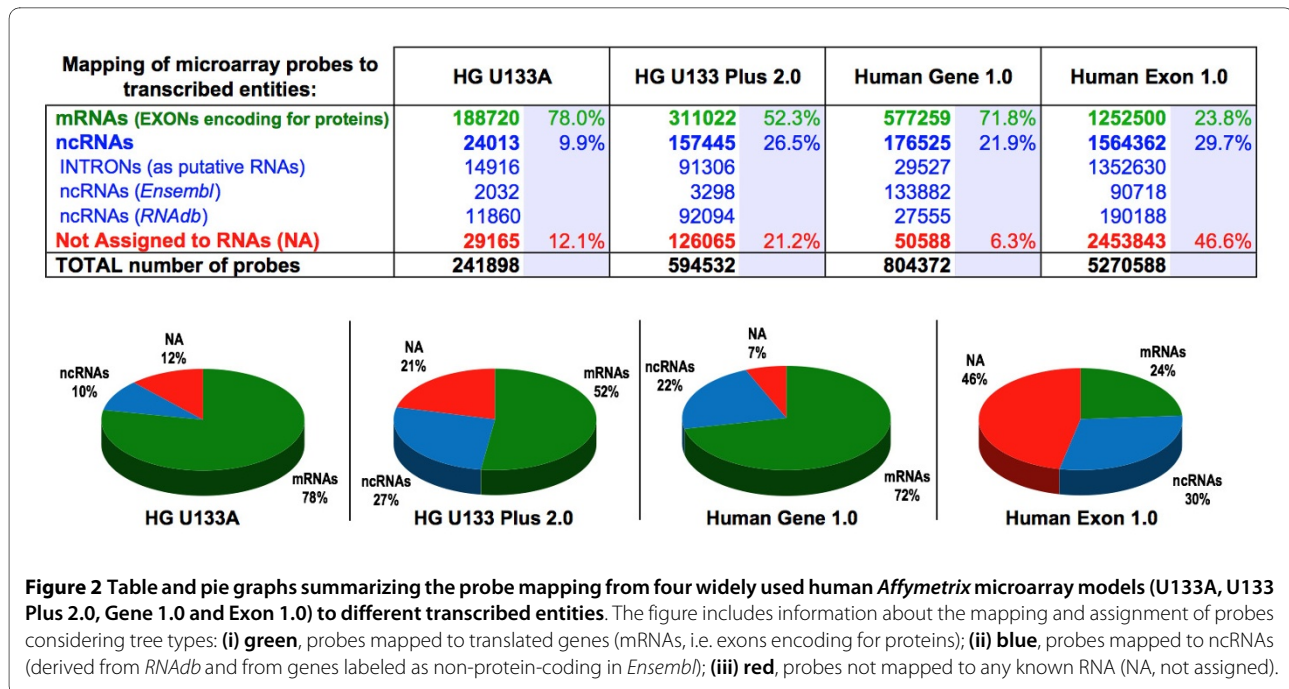 Mapping of microarray probes to transcribed entities: HG U133A HG U133 Plus 2.0 Human Gene 1.0 Human Exon 1.0
mRNAs (EXONs encoding for proteins) 188720 78.0% 311022 52.3% 577259 71.8% 1252500 23.8%
ncRNAs 24013 9.9% 157445 26.5% 176525 21.9% 1564362 29.7%
INTRONs (as putative RNAs) 14916 91306 29527 1352630
ncRNAs (Ensembl) 2032 3298 133882 90718
ncRNAs (RNAdb) 11860 92094 27555 190188
Not Assigned to RNAs (NA) 29165 12.1% 126065 21.2% 50588 6.3% 2453843 46.6%
TOTAL number of probes 241898 594532 804372 5270588
NA
12%
ncRNAs
10%
mRNAs
78%
HG U133A
NA
21%
mRNAs
52%
ncRNAs
27%
HG U133 Plus 2.0
NA
7%
ncRNAs
22%
mRNAs
72%
Human Gene 1.0
NA
46%
mRNAs
24%
ncRNAs
30%
Human Exon 1.0
Figure 2 Table and pie graphs summarizing the probe mapping from four widely used human Affymetrix microarray models (U133A, U133
Plus 2.0, Gene 1.0 and Exon 1.0) to different transcribed entities. The figure includes information about the mapping and assignment of probes
considering tree types: (i) green, probes mapped to translated genes (mRNAs, i.e. exons encoding for proteins); (ii) blue, probes mapped to ncRNAs
(derived from RNAdb and from genes labeled as non-protein-coding in Ensembl); (iii) red, probes not mapped to any known RNA (NA, not assigned).